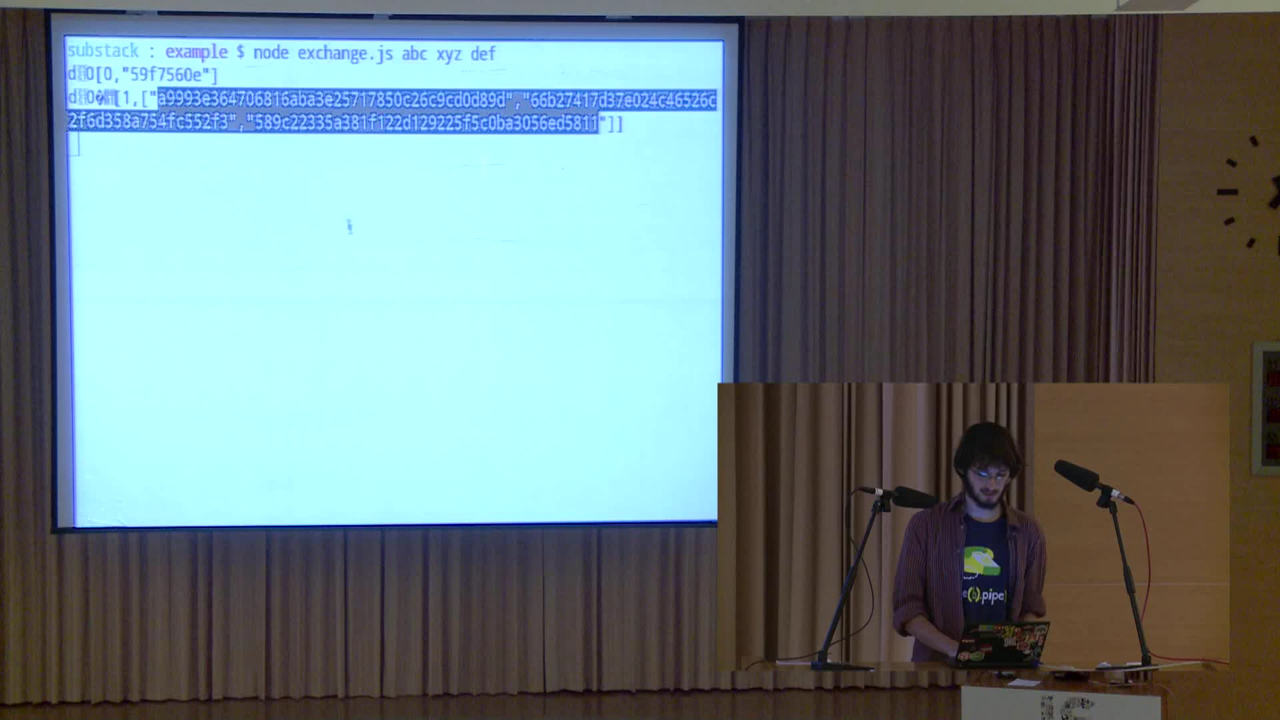 substack : example $ node exchange.js abc xyz def
[0,"59f7560e"]
[1,["a9993e364706816aba3e25717850c26c9cd0d89d","66b27417d37e024c46526c
2f6d358a754fc552f3","589c22335a381f122d129225f5c0ba3056ed5811"]]
e().pipe(